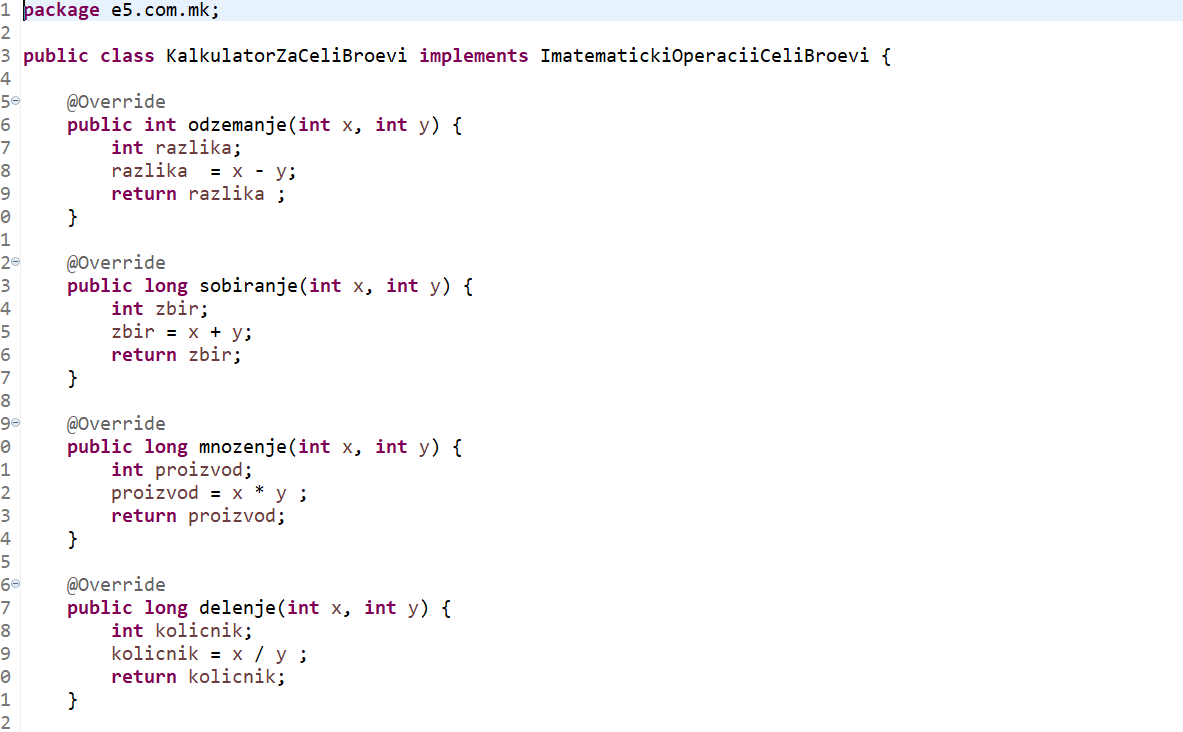 1 package e5.com.mk;
2
3 public class KalkulatorZaCeliBroevi implements ImatematickiOperaciiCeliBroevi {
4
5 @Override
6 public int odzemanje(int x, int y) {
7 int razlika;
8 razlika  = x - y;
9 return razlika ;
0 }
1
2 @Override
3 public long sobiranje(int x, int y) {
4 int zbir;
5 zbir = x + y;
6 return zbir;
7 }
8
9 @Override
0 public long mnozenje(int x, int y) {
1 int proizvod;
2 proizvod = x * y ;
3 return proizvod;
4 }
5
6 @Override
7 public long delenje(int x, int y) {
8 int kolicnik;
9 kolicnik = x / y ;
0 return kolicnik;
1 }
2